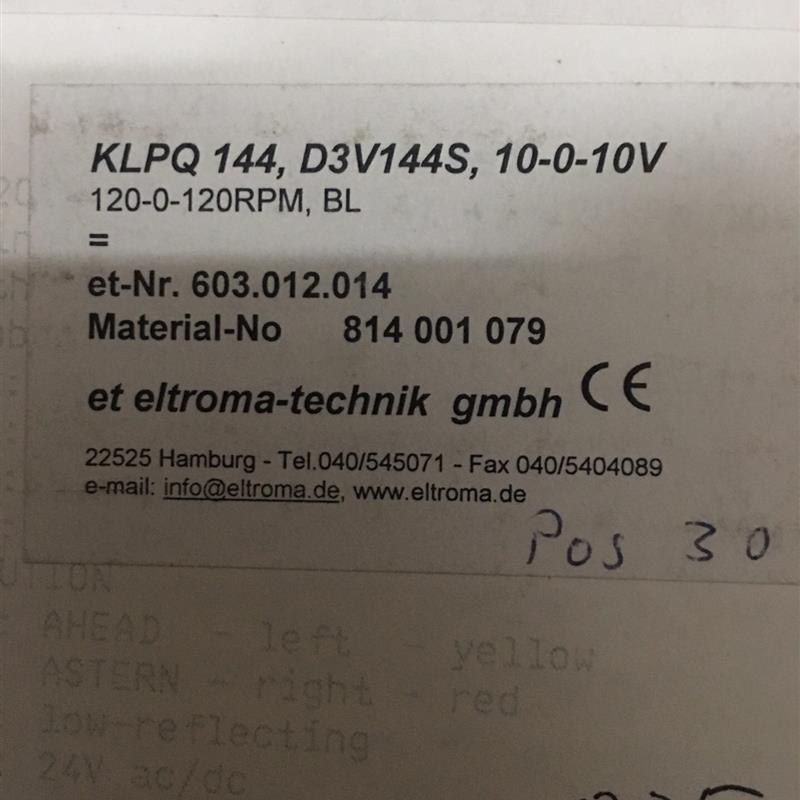 KLPQ 144, D3V144S, 10-0-10V
120-0-120RPM, BL
=
et-Nr. 603.012.014
Material-No 814 001 079
et eltroma-technik gmbh CE
22525 Hamburg - Tel.040/545071 - Fax 040/5404089
e-mail: info@eltroma.de, www.eltroma.de
Pos 30
AHEAD - left - yellow
ASTERN - right - red
low-reflecting
24V ac/dc